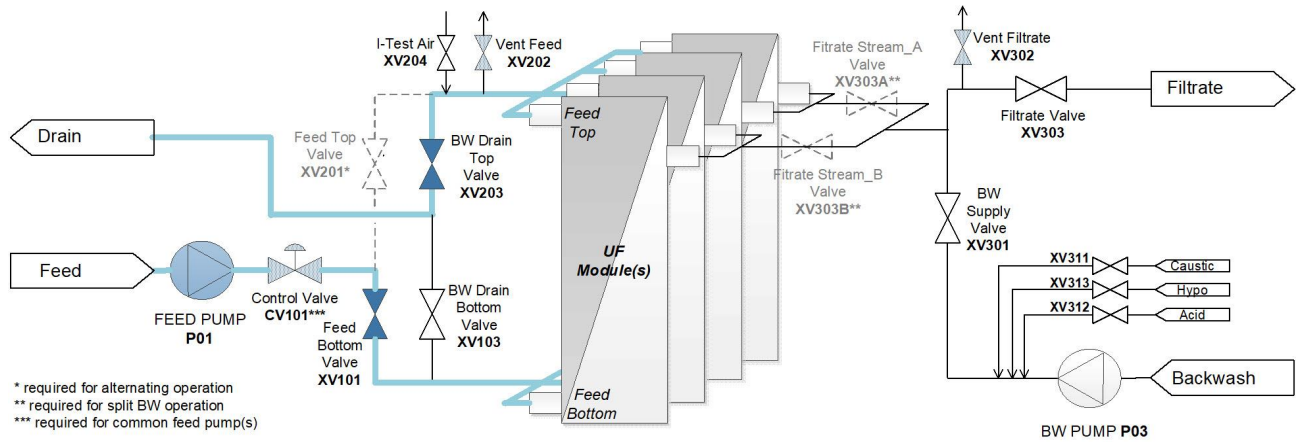 I-Test Air
XV204
Vent Feed
XV202
Fitrate Stream_A
Valve
XV303A**
Vent Filtrate
XV302
Filtrate
Filtrate Valve
XV303
Drain
Feed Top
Valve
XV201*
BW Drain
Top
Valve
XV203
Feed
Top
Fitrate Stream_B
Valve
XV303B**
BW
Supply
Valve
XV301
UF
Module(s)
Feed
FEED PUMP
P01
Control Valve
CV101***
Feed
Bottom
Valve
XV101
BW Drain
Bottom
Valve
XV103
Feed
Bottom
XV311
Caustic
XV313
Hypo
XV312
Acid
Backwash
BW PUMP P03
* required for alternating operation
** required for split BW operation
*** required for common feed pump(s)